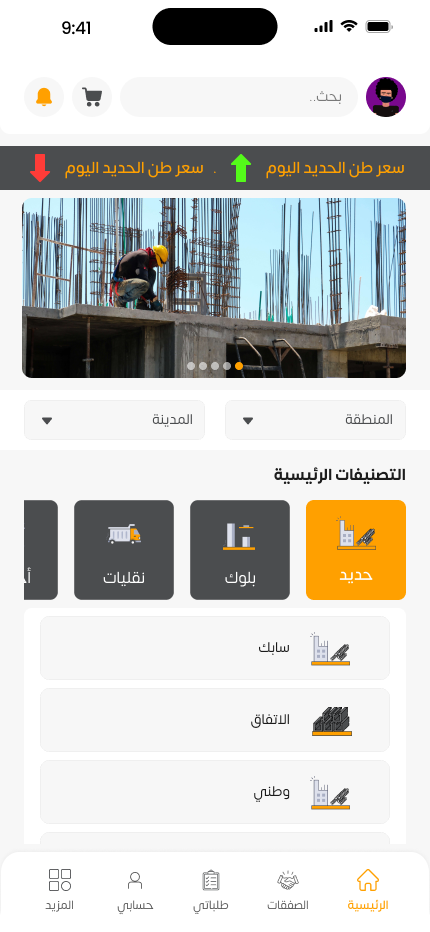 9:41
بحث..
سعر طن الحديد اليوم . سعر طن الحديد اليوم
المنطقة
المدينة
التصنيفات الرئيسية
حديد
بلوك
نقليات
سابك
الاتفاق
وطني
الرئيسية
الصفقات
طلباتي
حسابي
المزيد